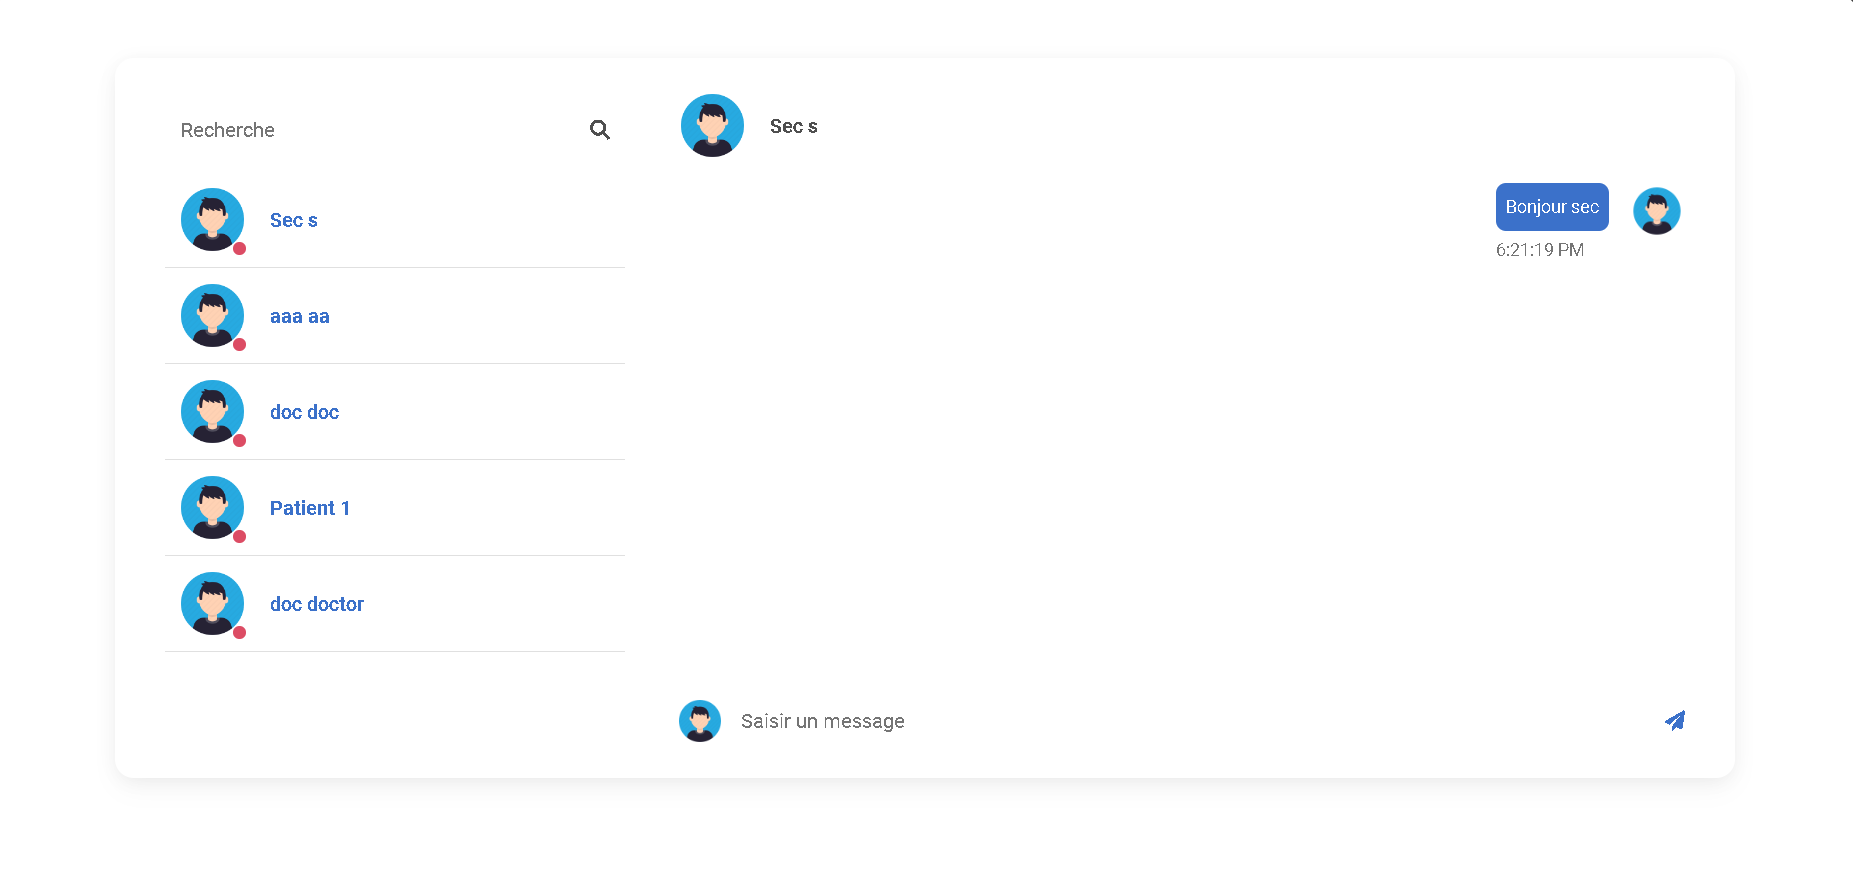 Recherche
Sec s
aaa aa
doc doc
Patient 1
doc doctor
Sec s
Bonjour sec
6:21:19 PM
Saisir un message